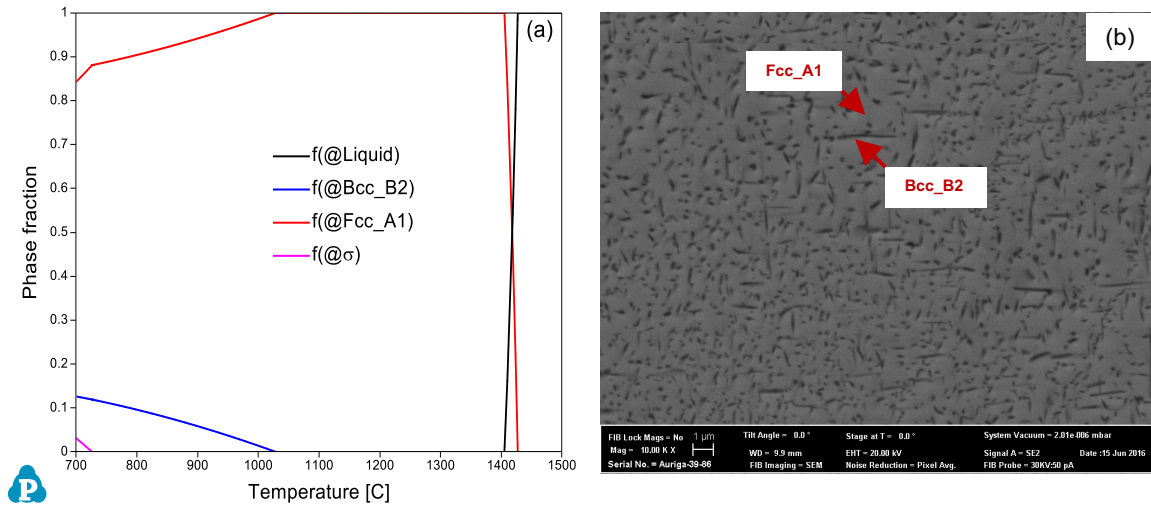 (a)
1
0.9
0.8
0.7
0.6
0.5
0.4
0.3
0.2
0.1
0
Phase fraction
f(@Liquid)
f(@Bcc_B2)
f(@Fcc_A1)
f(@σ)
700 800 900 1000 1100 1200 1300 1400 1500
Temperature [C]
P
(b)
Fcc_A1
Bcc_B2
FIB Lock Mags = No 1 µm Tilt Angle = 0.0 ° Stage at T = 0.0 ° System Vacuum = 2.01e-006 mbar
Mag = 10.00 K X WD = 9.9 mm EHT = 20.00 kV Signal A = SE2 Date :15 Jun 2016
Serial No. = Auriga-39-86 FIB Imaging = SEM Noise Reduction = Pixel Avg. FIB Probe = 30KV:50 pA